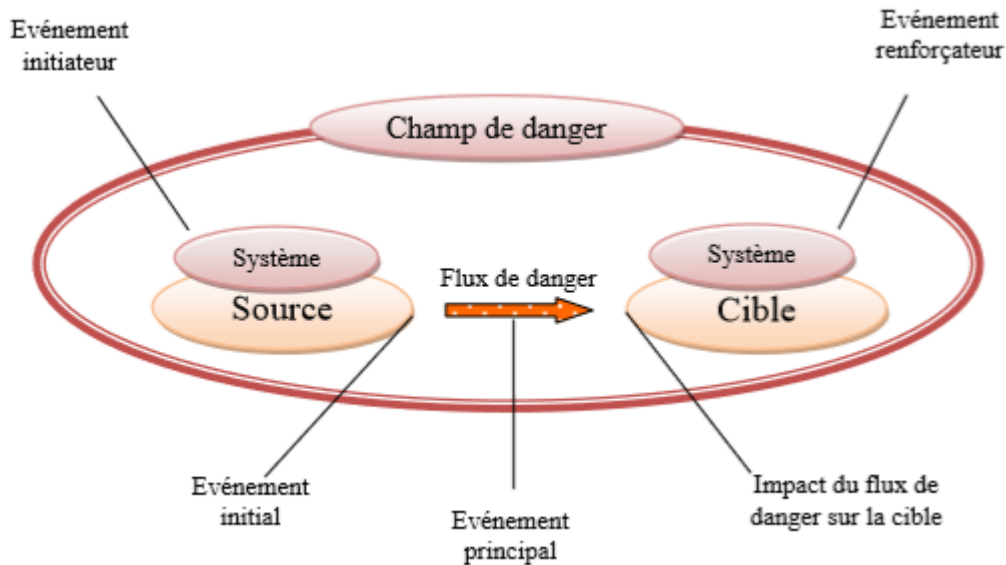 Evénement
initiateur
Evénement
renforçateur
Champ de danger
Système
Source
Flux de danger
Système
Cible
Evénement
initial
Evénement
principal
Impact du flux de
danger sur la cible